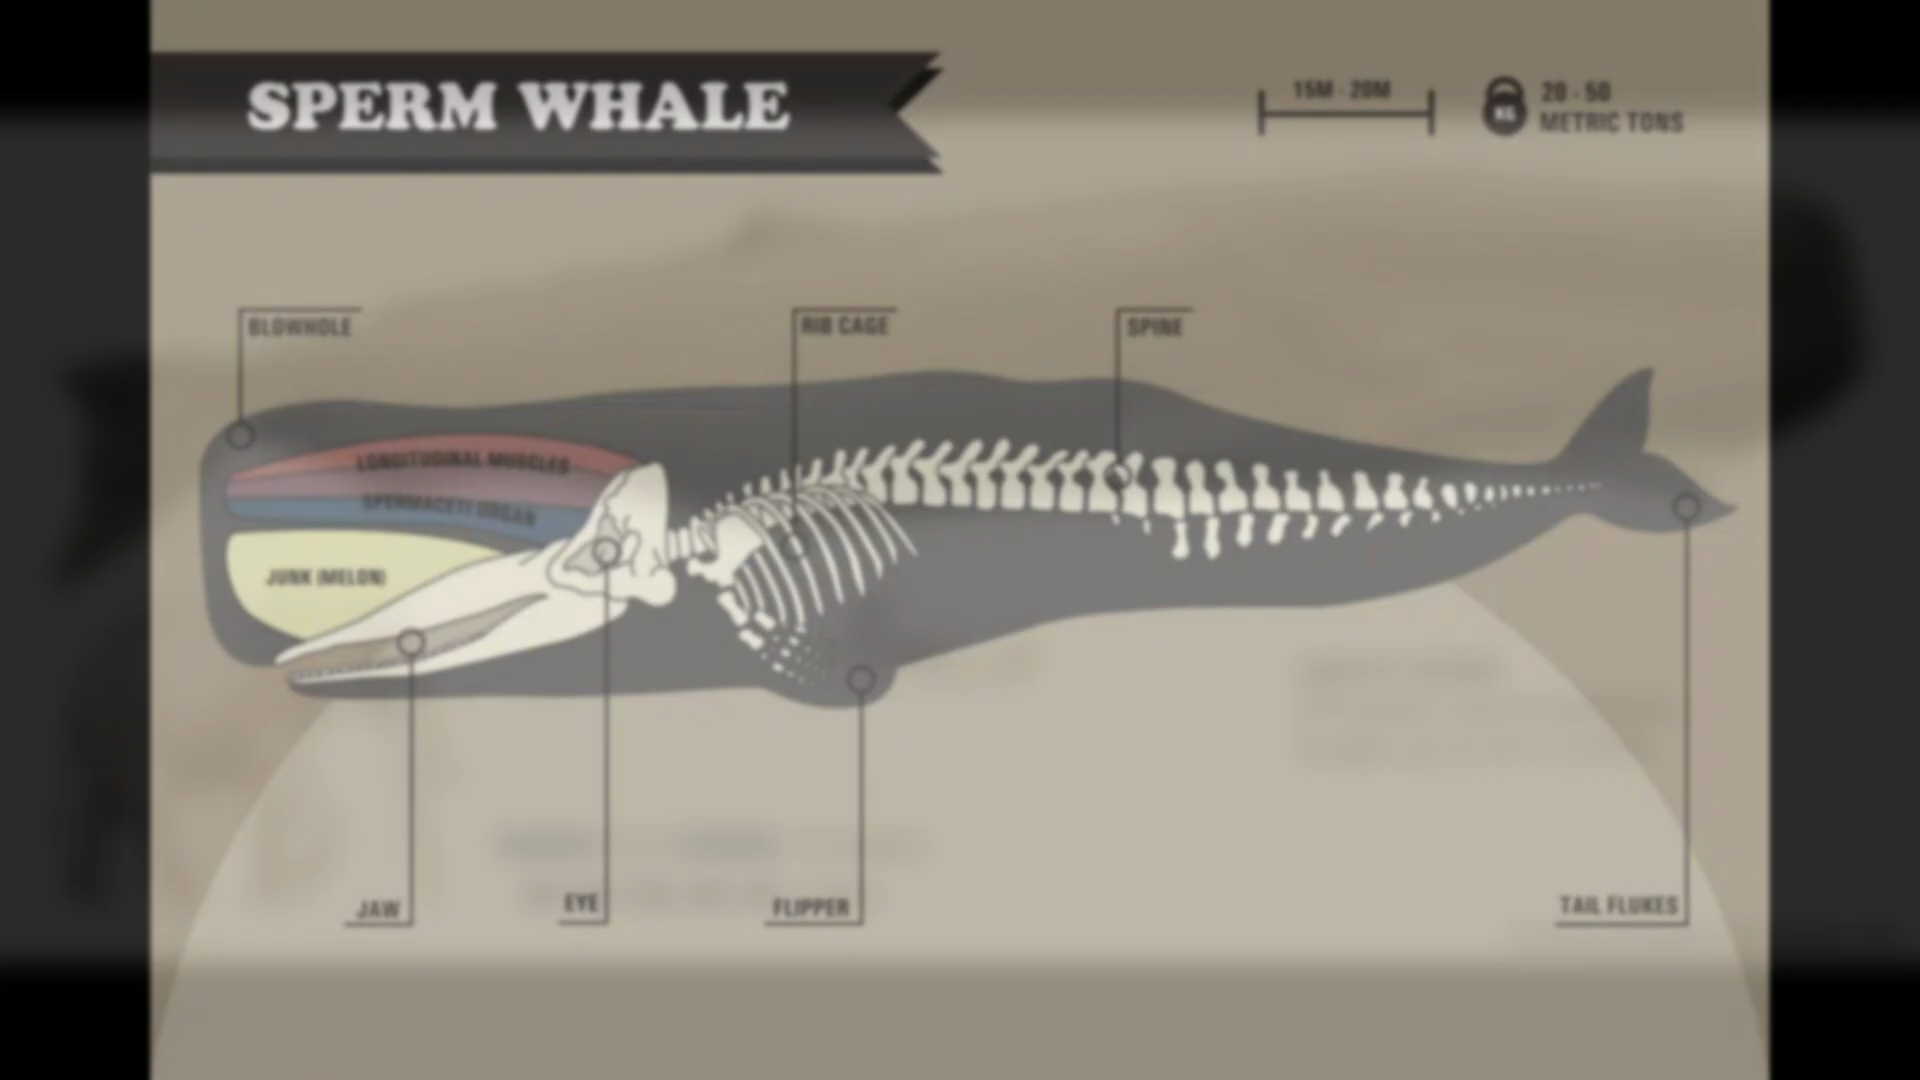 SPERM WHALE
15M - 20M
KG
20 - 50
METRIC TONS
BLOWHOLE
RIB CAGE
SPINE
LONGITUDINAL MUSCLES
SPERMACETI ORGAN
JUNK (MELON)
JAW
EYE
FLIPPER
TAIL FLUKES